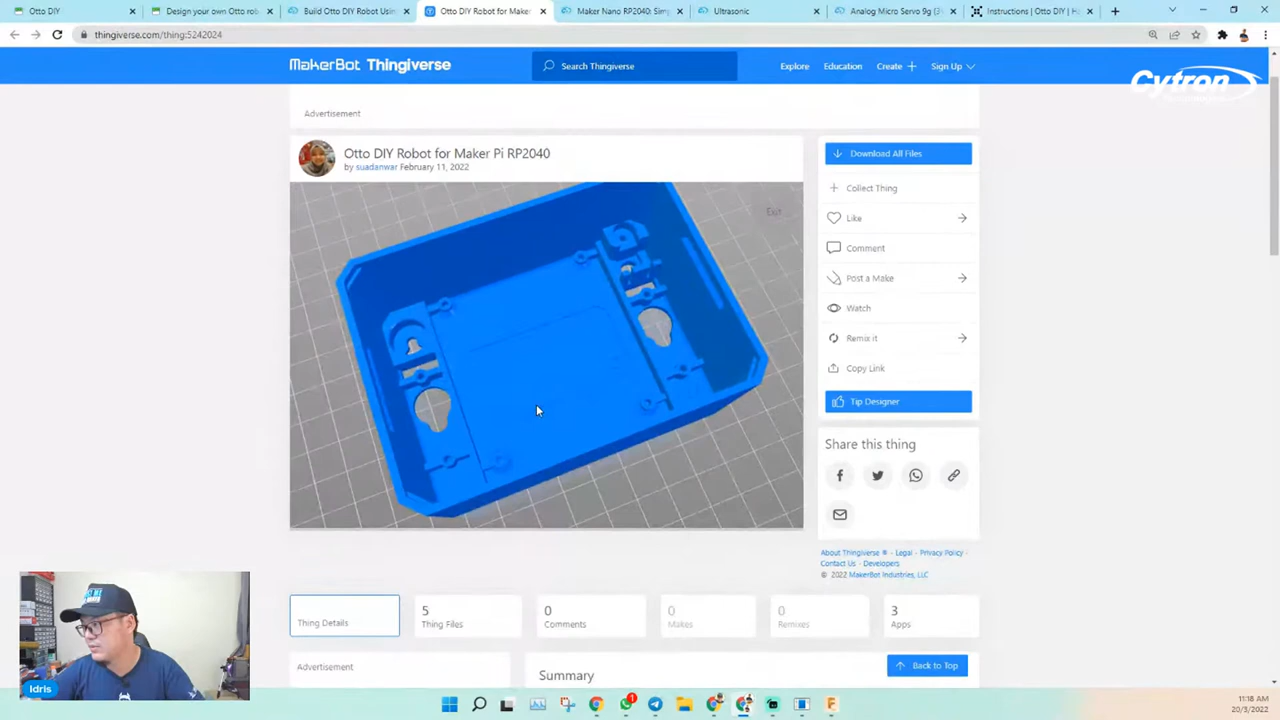 Otto DIY
Design your own Otto ro
Build Otto DIY Robot Usin
Otto DIY Robot for Maker
Maker Nano RP2040: Sim
Ultrasonic
Analog Micro Servo 9g (3
Instructions | Otto DIY | H
thingiverse.com/thing:5242024
MakerBot Thingiverse
Search Thingiverse
Explore
Education
Create
Sign Up
Cytron
Advertisement
Otto DIY Robot for Maker Pi RP2040
by suadanwar February 11, 2022
Exit
Download All Files
Collect Thing
Like
Comment
Post a Make
Watch
Remix it
Copy Link
Tip Designer
Share this thing
About Thingiverse ® · Legal · Privacy Policy ·
Contact Us · Developers
© 2022 MakerBot Industries, LLC
Thing Details
5
Thing Files
0
Comments
0
Makes
0
Remixes
3
Apps
Advertisement
Summary
Back to Top
Idris
1
11:18 AM
20/3/2022